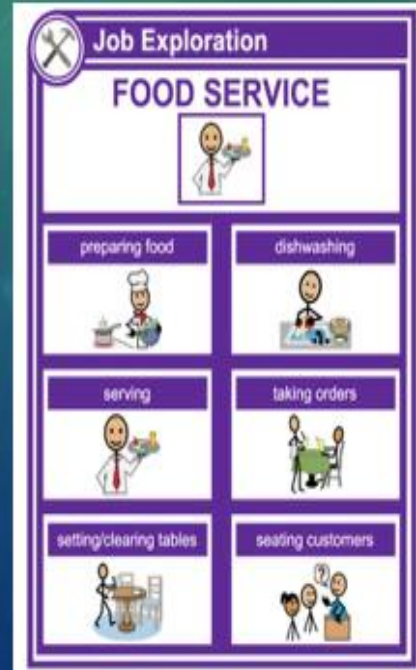 Job Exploration
FOOD SERVICE
preparing food
dishwashing
serving
taking orders
setting/clearing tables
seating customers
?